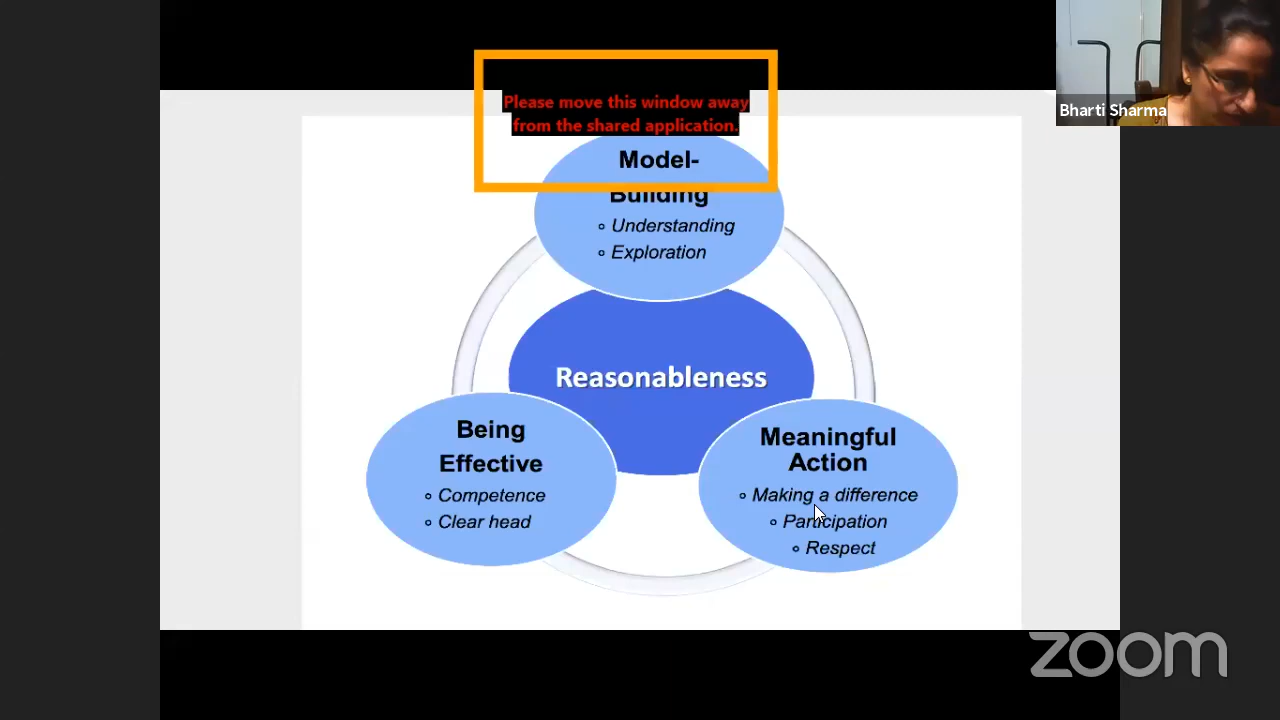 Please move this window away
from the shared application.
Bharti Sharma
Model-
Building
Understanding
Exploration
Reasonableness
Being
Effective
Competence
Clear head
Meaningful
Action
Making a difference
Participation
Respect
zoom